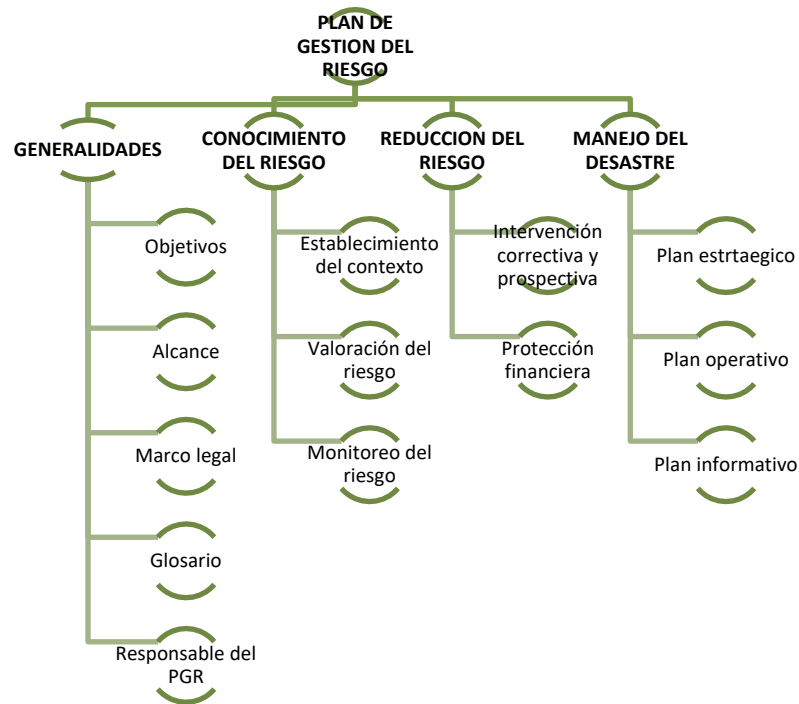 PLAN DE
GESTION DEL
RIESGO
GENERALIDADES
Objetivos
Alcance
Marco legal
Glosario
Responsable del
PGR
CONOCIMIENTO
DEL RIESGO
Establecimiento
del contexto
Valoración del
riesgo
Monitoreo del
riesgo
REDUCCION DEL
RIESGO
Intervención
correctiva y
prospectiva
Protección
financiera
MANEJO DEL
DESASTRE
Plan estrtaegico
Plan operativo
Plan informativo